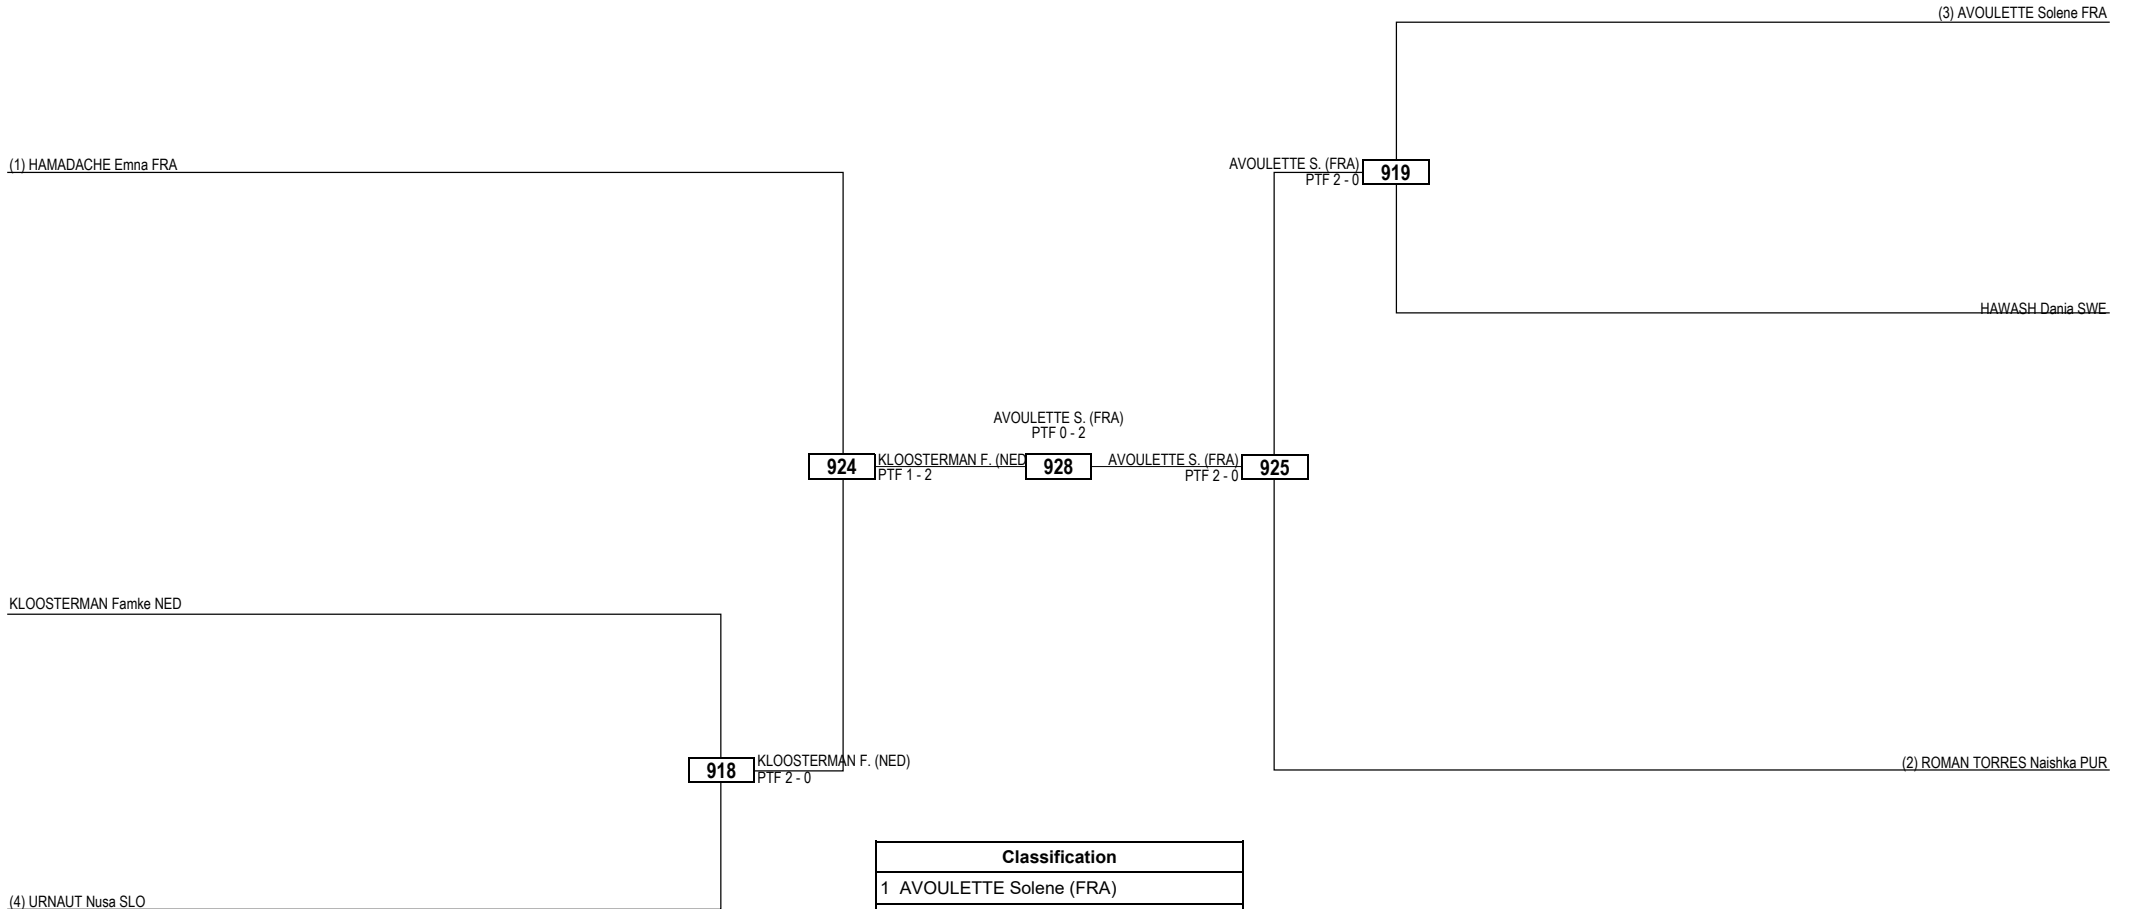 (3) AVOULETTE Solene FRA
(1) HAMADACHE Emna FRA
AVOULETTE S. (FRA)
PTF 2 - 0
919
HAWASH Dania SWE
AVOULETTE S. (FRA)
PTF 0 - 2
924
KLOOSTERMAN F. (NED
PTF 1 - 2
928
AVOULETTE S. (FRA)
PTF 2 - 0
925
KLOOSTERMAN Famke NED
918
KLOOSTERMAN F. (NED)
PTF 2 - 0
(2) ROMAN TORRES Naishka PUR
Classification
1 AVOULETTE Solene (FRA)
(4) URNAUT Nusa SLO